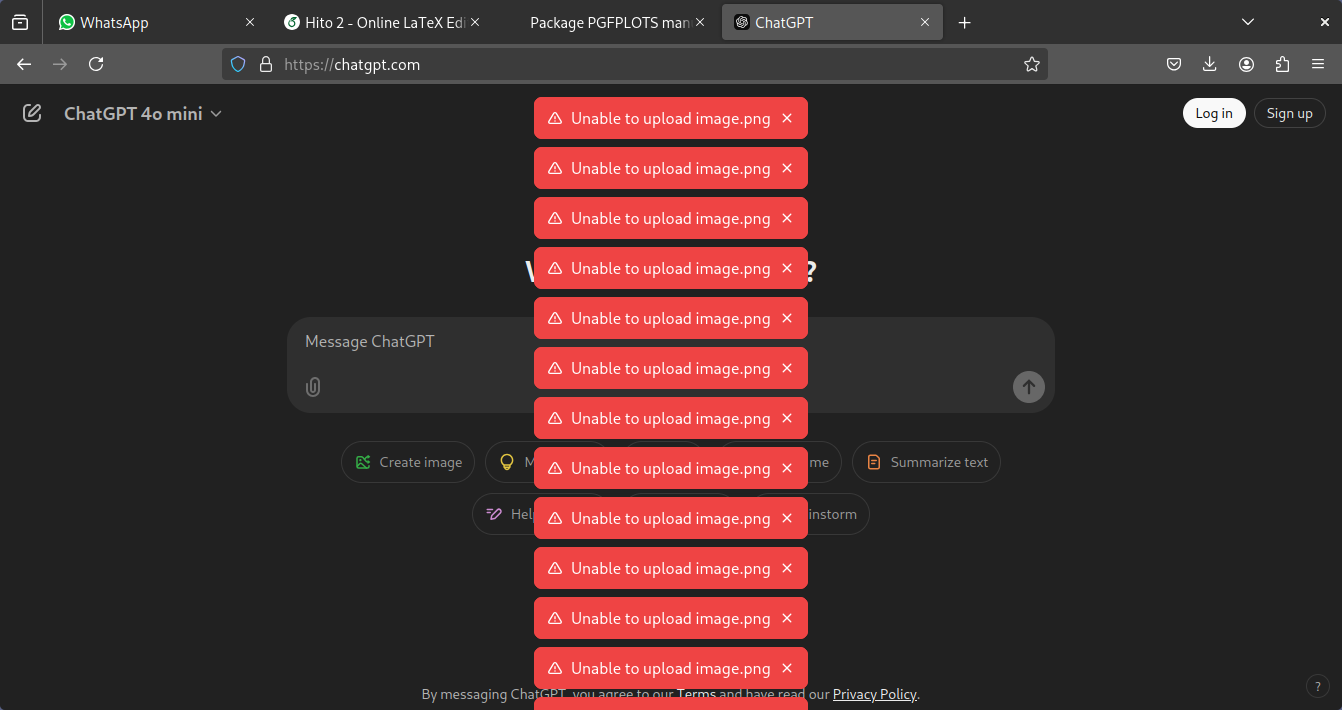 WhatsApp
Hito 2 - Online LaTeX Edi
Package PGFPLOTS man
ChatGPT
https://chatgpt.com
ChatGPT 4o mini
Log in
Sign up
Unable to upload image.png
Unable to upload image.png
Unable to upload image.png
Unable to upload image.png
?
Unable to upload image.png
Message ChatGPT
Unable to upload image.png
Unable to upload image.png
Create image
M
Unable to upload image.png
me
Summarize text
Hel
Unable to upload image.png
instorm
Unable to upload image.png
Unable to upload image.png
Unable to upload image.png
By messaging ChatGPT, you agree to our Terms and have read our Privacy Policy.
?